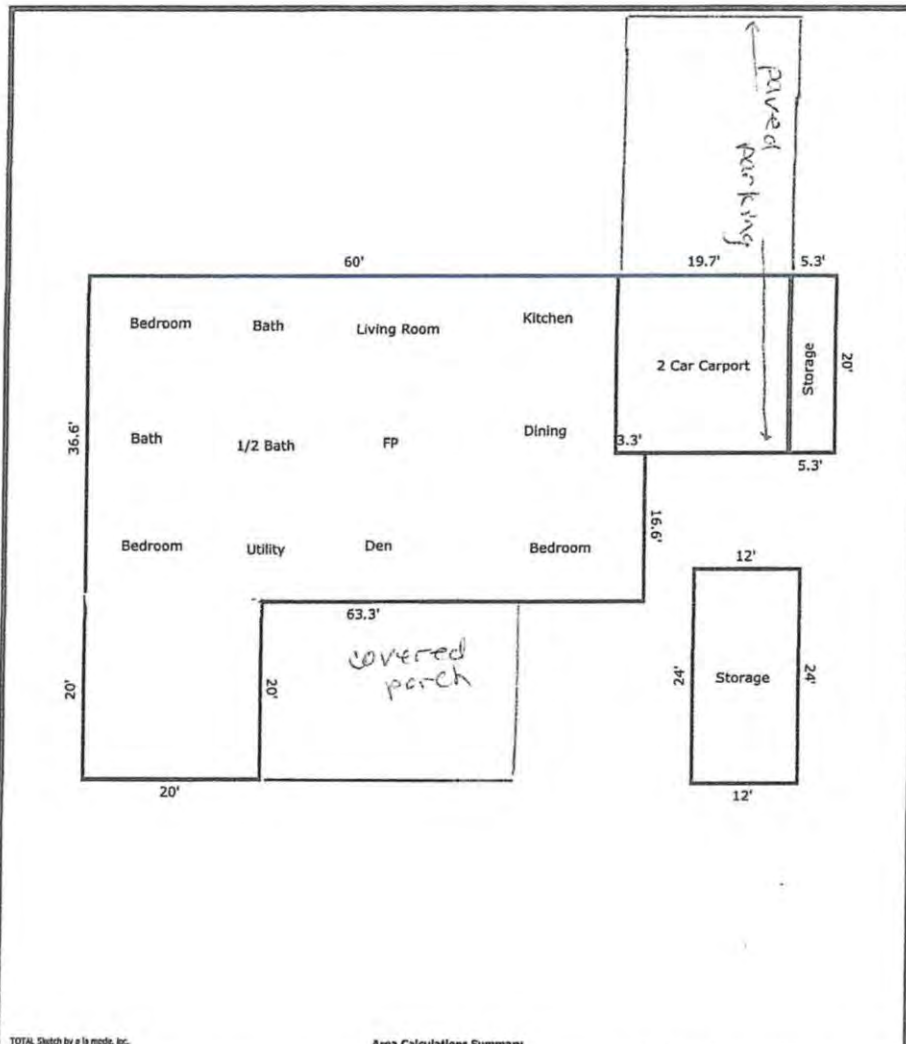 paved
parking
60'
19.7'
5.3'
Bedroom
Bath
Living Room
Kitchen
2 Car Carport
Storage
20'
36.6'
Bath
1/2 Bath
FP
Dining
3.3'
5.3'
16.6'
Bedroom
Utility
Den
Bedroom
12'
63.3'
covered
porch
20'
20'
24'
Storage
24'
20'
12'
TOTAL Sketch by a la mode, inc.
Area Calculations Summary